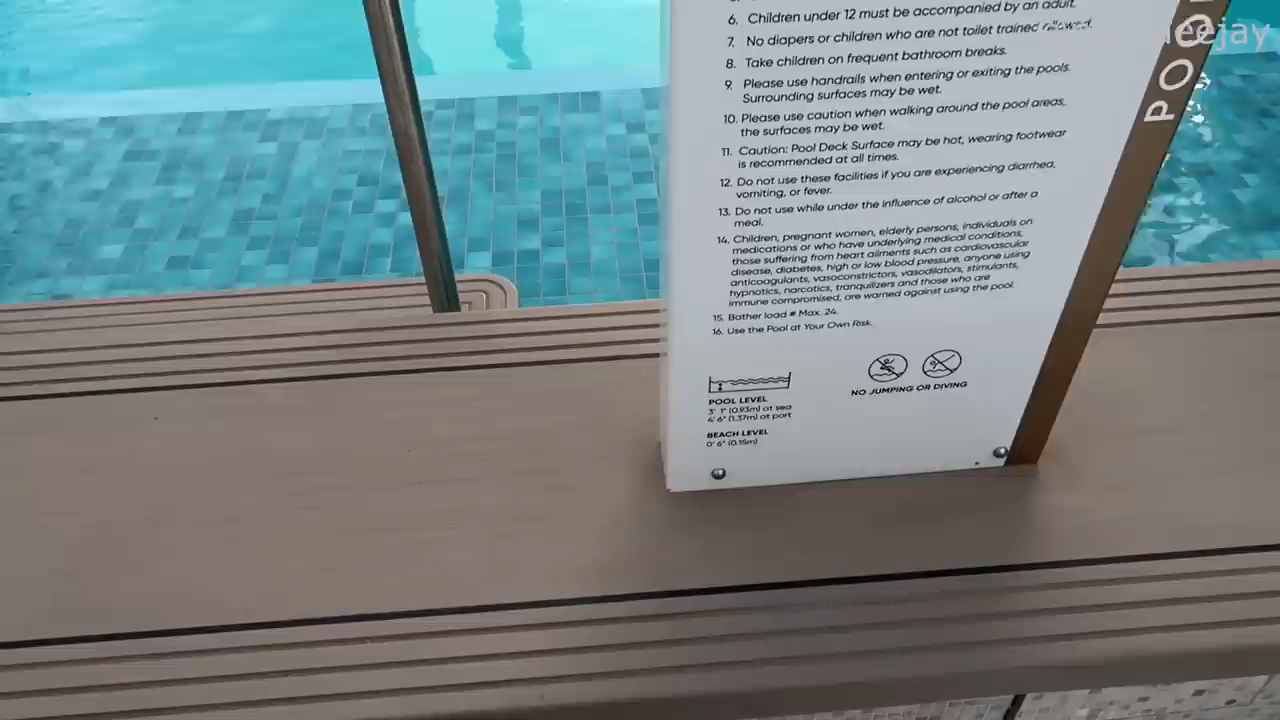 6. Children under 12 must be accompanied by an adult.
7. No diapers or children who are not toilet trained allowed.
8. Take children on frequent bathroom breaks.
9. Please use handrails when entering or exiting the pools.
Surrounding surfaces may be wet.
10. Please use caution when walking around the pool areas,
the surfaces may be wet.
11. Caution: Pool Deck Surface may be hot, wearing footwear
is recommended at all times.
12. Do not use these facilities if you are experiencing diarrhea,
vomiting, or fever.
13. Do not use while under the influence of alcohol or after a
meal.
14. Children, pregnant women, elderly persons, individuals on
medications or who have underlying medical conditions,
those suffering from heart ailments such as cardiovascular
disease, diabetes, high or low blood pressure, anyone using
anticoagulants, vasoconstrictors, vasodilators, stimulants,
hypnotics, narcotics, tranquilizers and those who are
immune compromised, are warned against using the pool.
15. Bather load # Max. 24.
16. Use the Pool at Your Own Risk.
POOL LEVEL
3' 1" (0.93m) at sea
4' 6" (1.37m) at port
BEACH LEVEL
0' 6" (0.15m)
NO JUMPING OR DIVING
POOL